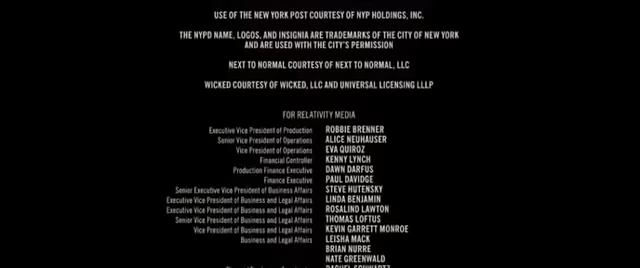 USE OF THE NEW YORK POST COURTESY OF NYP HOLDINGS, INC.
THE NYPD NAME, LOGOS, AND INSIGNIA ARE TRADEMARKS OF THE CITY OF NEW YORK
AND ARE USED WITH THE CITY'S PERMISSION
NEXT TO NORMAL COURTESY OF NEXT TO NORMAL, LLC
WICKED COURTESY OF WICKED, LLC AND UNIVERSAL LICENSING LLLP
FOR RELATIVITY MEDIA
Executive Vice President of Production ROBBIE BRENNER
Senior Vice President of Operations ALICE NEUHAUSER
Vice President of Operations EVA QUIROZ
Financial Controller KENNY LYNCH
Production Finance Executive DAWN DARFUS
Finance Executive PAUL DAVIDGE
Senior Executive Vice President of Business Affairs STEVE HUTENSKY
Executive Vice President of Business and Legal Affairs LINDA BENJAMIN
Executive Vice President of Business and Legal Affairs ROSALIND LAWTON
Senior Vice President of Business Affairs THOMAS LOFTUS
Vice President of Business Affairs KEVIN GARRETT MONROE
Business and Legal Affairs LEISHA MACK
BRIAN NURRE
NATE GREENWALD
RACHEL SCHWARTZ